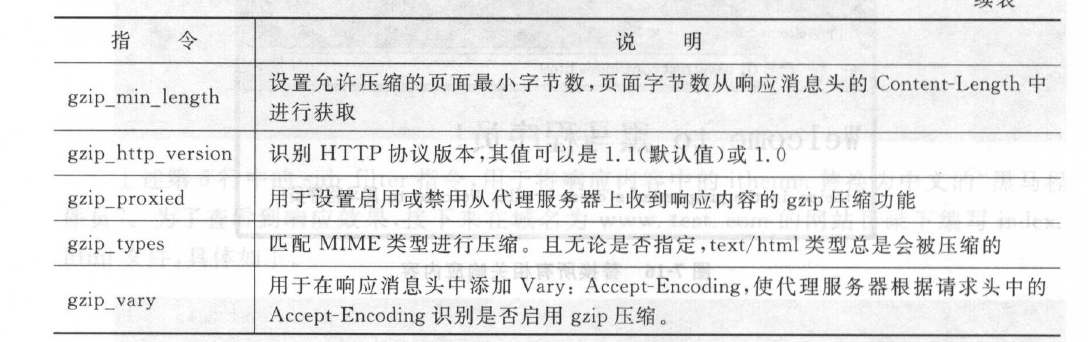 续表
指 令 说 明
gzip_min_length 设置允许压缩的页面最小字节数,页面字节数从响应消息头的 Content-Length 中
进行获取
gzip_http_version 识别 HTTP 协议版本,其值可以是 1.1(默认值)或 1.0
gzip_proxied 用于设置启用或禁用从代理服务器上收到响应内容的 gzip 压缩功能
gzip_types 匹配 MIME 类型进行压缩。且无论是否指定,text/html 类型总是会被压缩的
gzip_vary 用于在响应消息头中添加 Vary: Accept-Encoding,使代理服务器根据请求头中的
Accept-Encoding 识别是否启用 gzip 压缩。